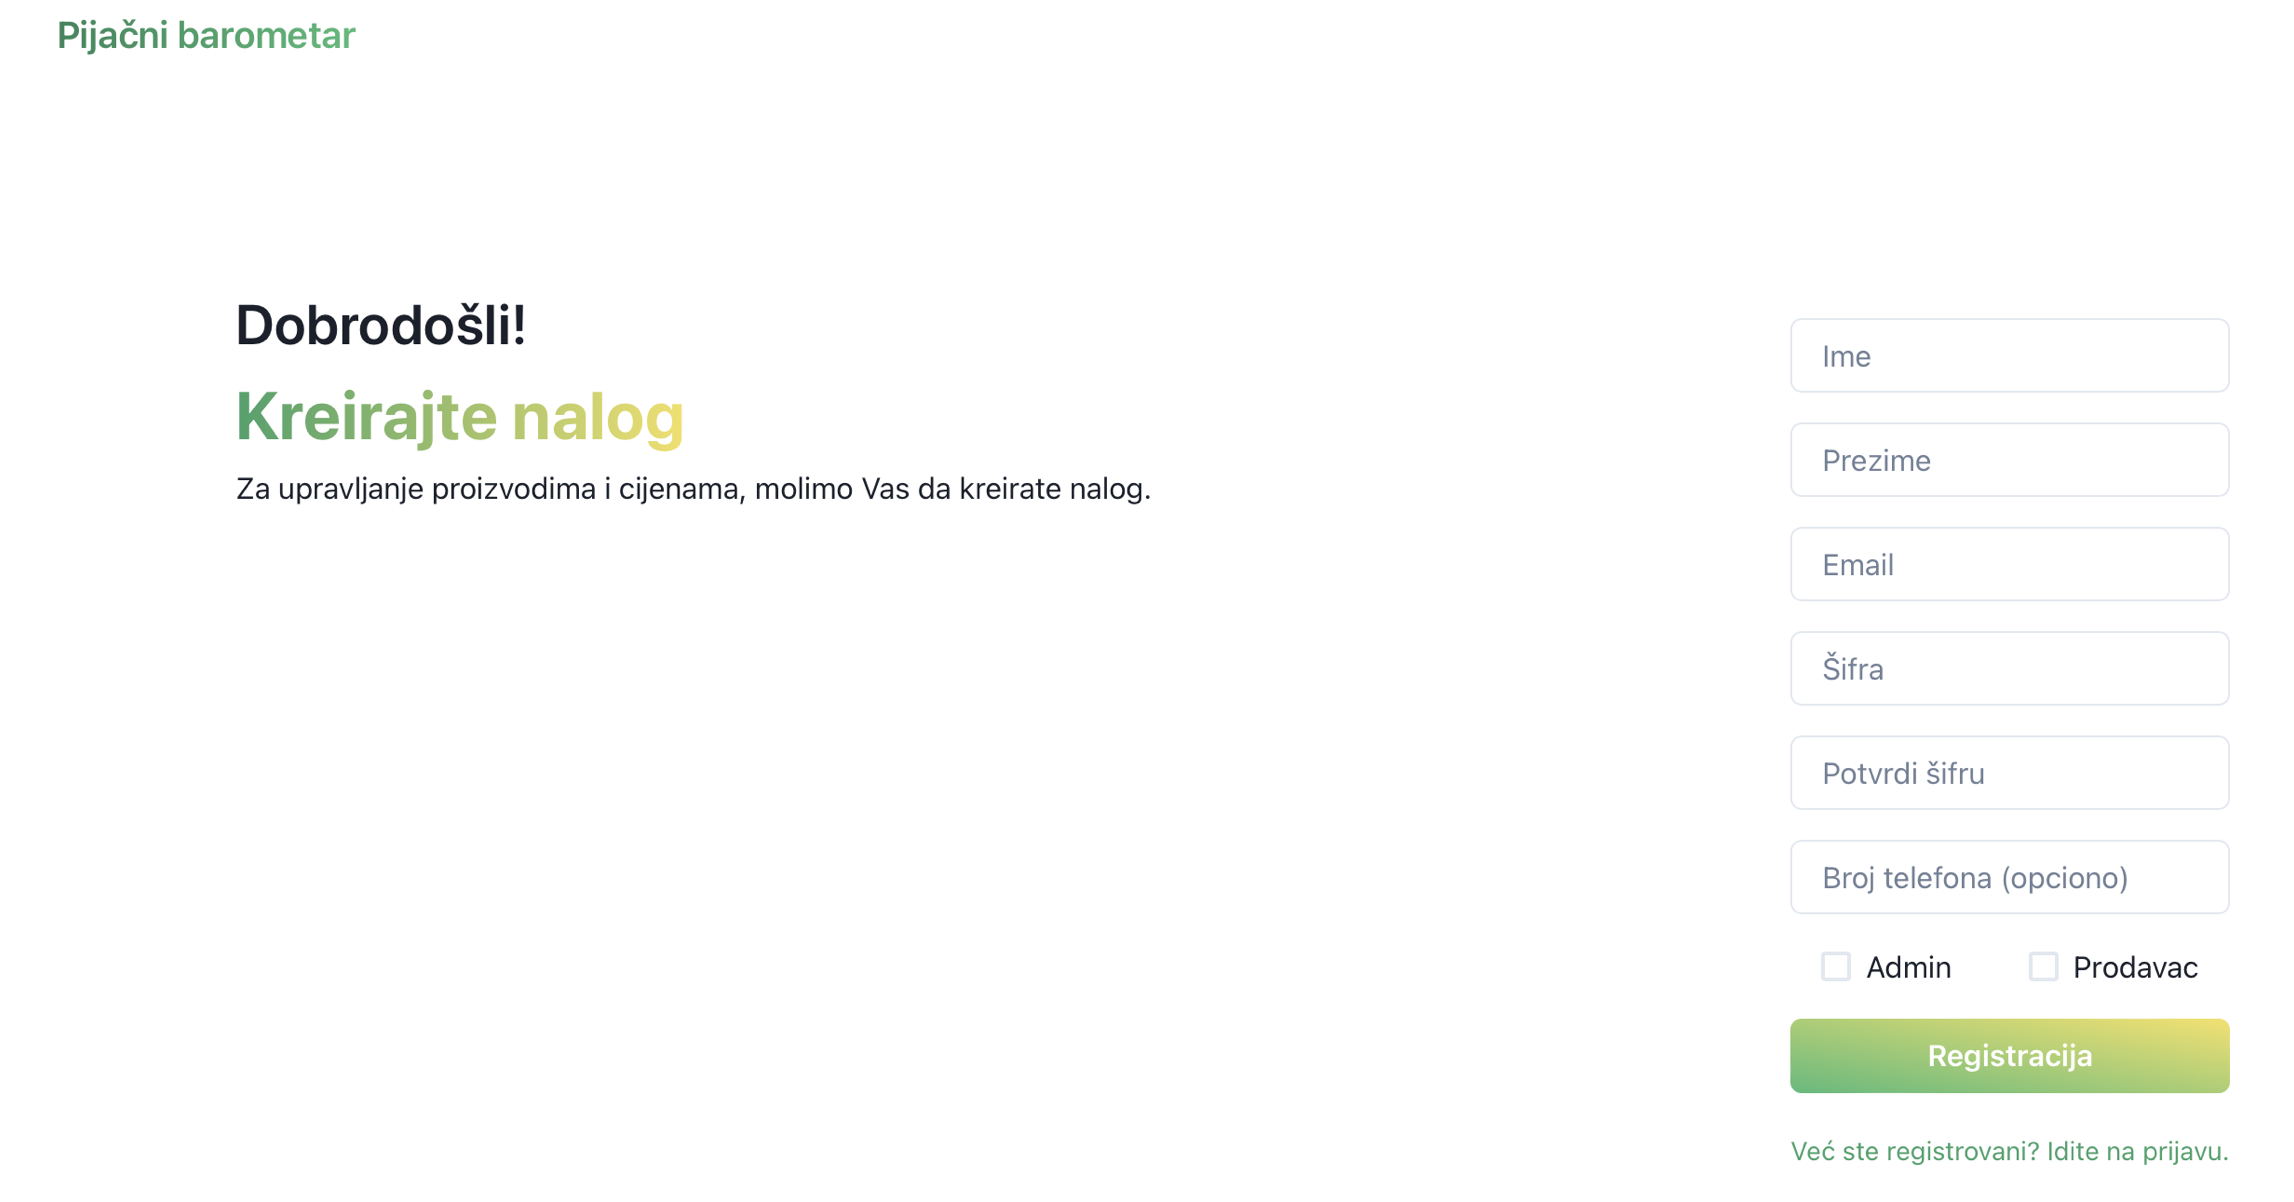 Pijačni barometar
Dobrodošli!
Kreirajte nalog
Za upravljanje proizvodima i cijenama, molimo Vas da kreirate nalog.
Ime
Prezime
Email
Šifra
Potvrdi šifru
Broj telefona (opciono)
Admin Prodavac
Registracija
Već ste registrovani? Idite na prijavu.